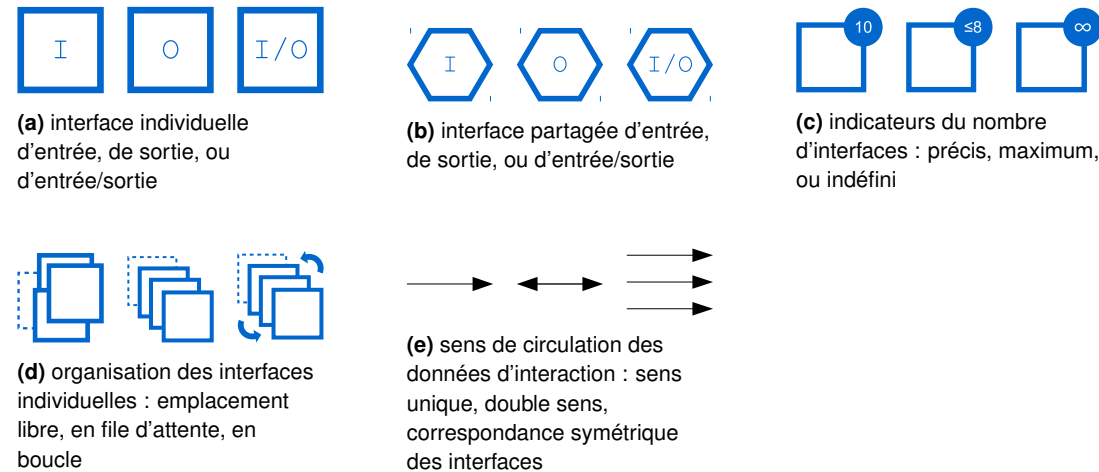 I O I/O
(a) interface individuelle
d'entrée, de sortie, ou
d'entrée/sortie
I O I/O
(b) interface partagée d'entrée,
de sortie, ou d'entrée/sortie
10 ≤8 ∞
(c) indicateurs du nombre
d'interfaces : précis, maximum,
ou indéfini
(d) organisation des interfaces
individuelles : emplacement
libre, en file d'attente, en
boucle
(e) sens de circulation des
données d'interaction : sens
unique, double sens,
correspondance symétrique
des interfaces